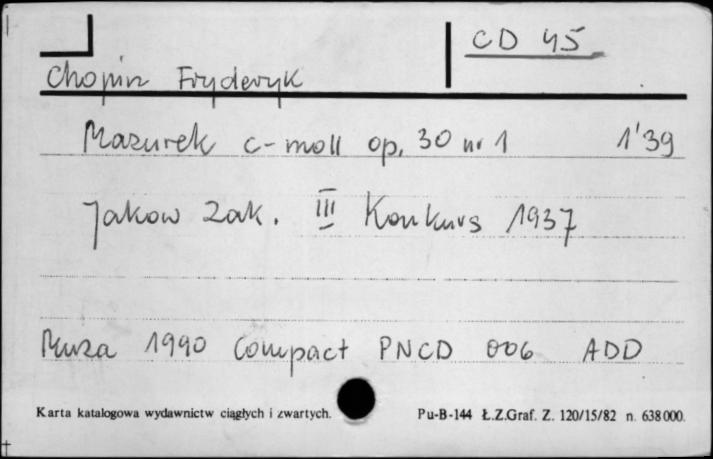 CD 45
Chopin Fryderyk
Mazurek c-moll op. 30 nr 1 1'39
Jakow Zak. III Konkurs 1937
Muza 1990 Compact PNCD 006 ADD
Karta katalogowa wydawnictw ciągłych i zwartych. Pu-B-144 Ł.Z.Graf. Z. 120/15/82 n. 638000.